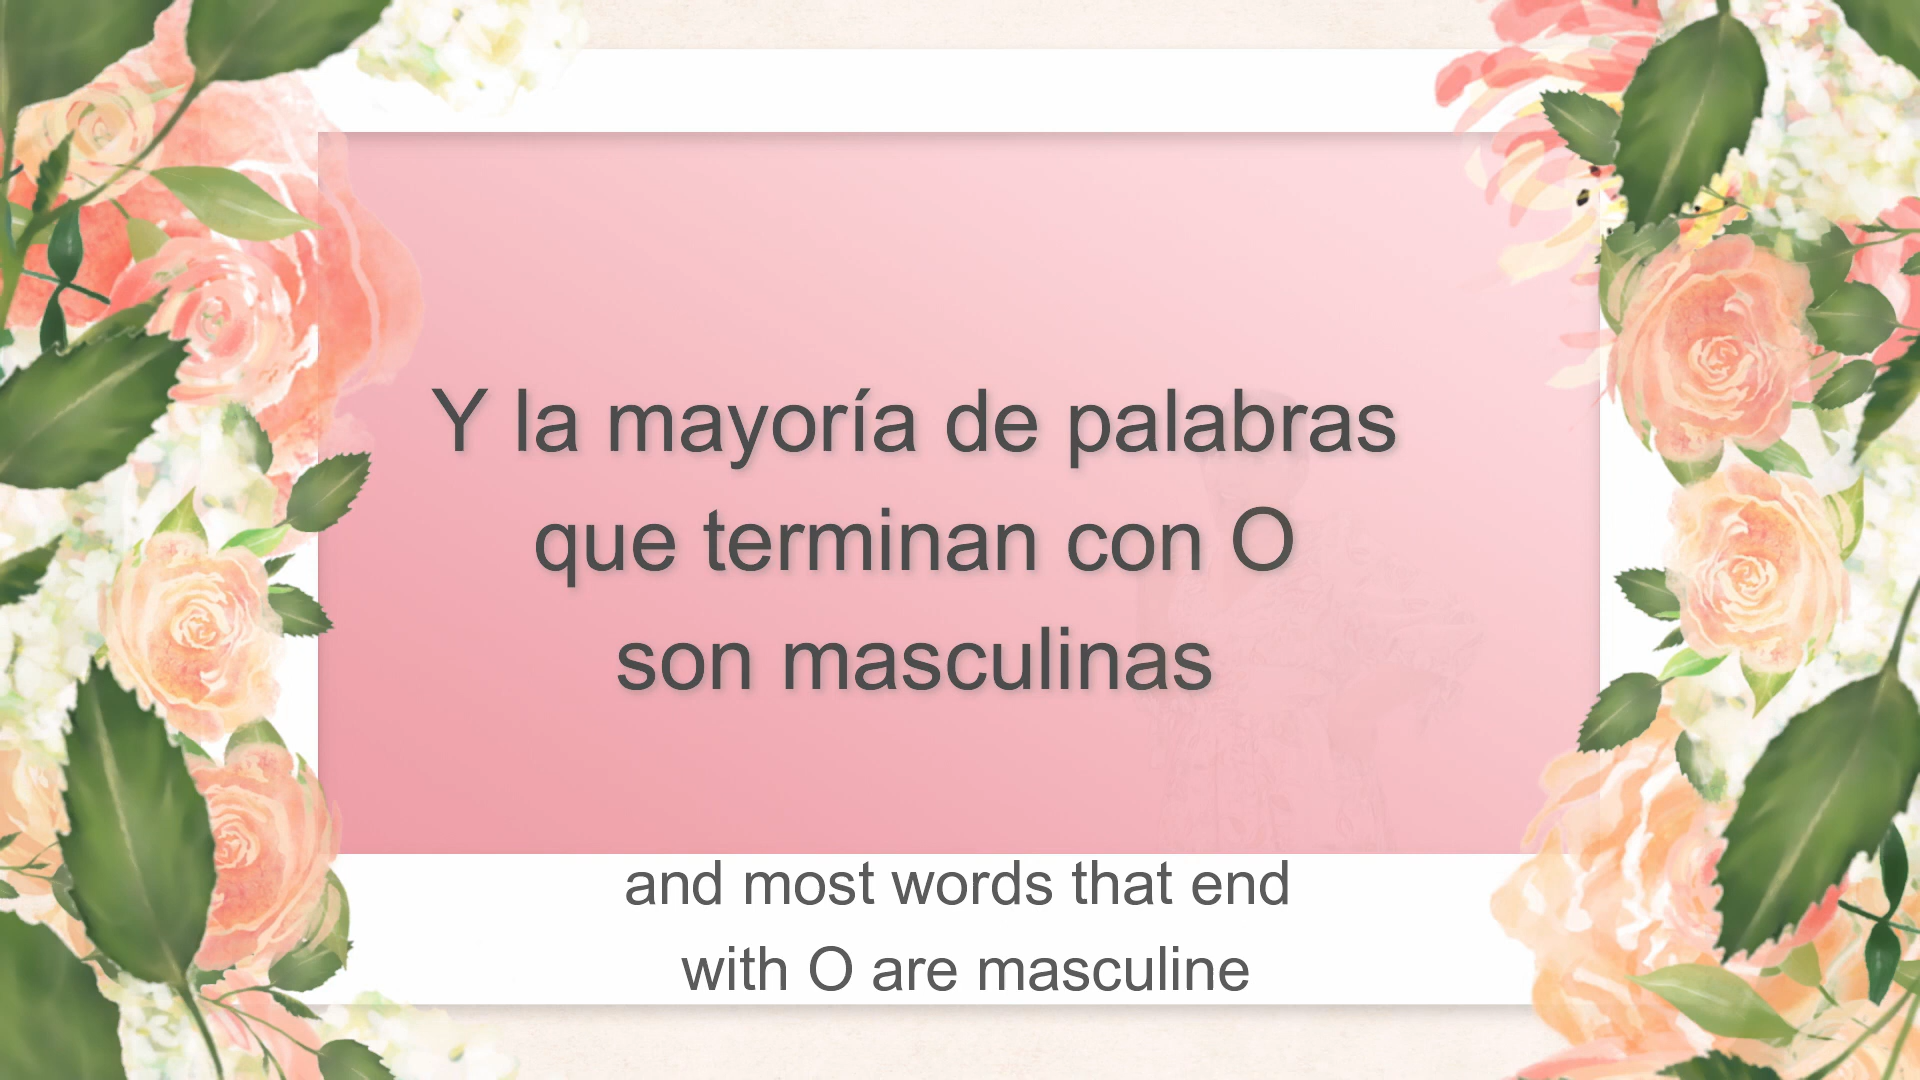 Y la mayoría de palabras
que terminan con O
son masculinas
and most words that end
with O are masculine